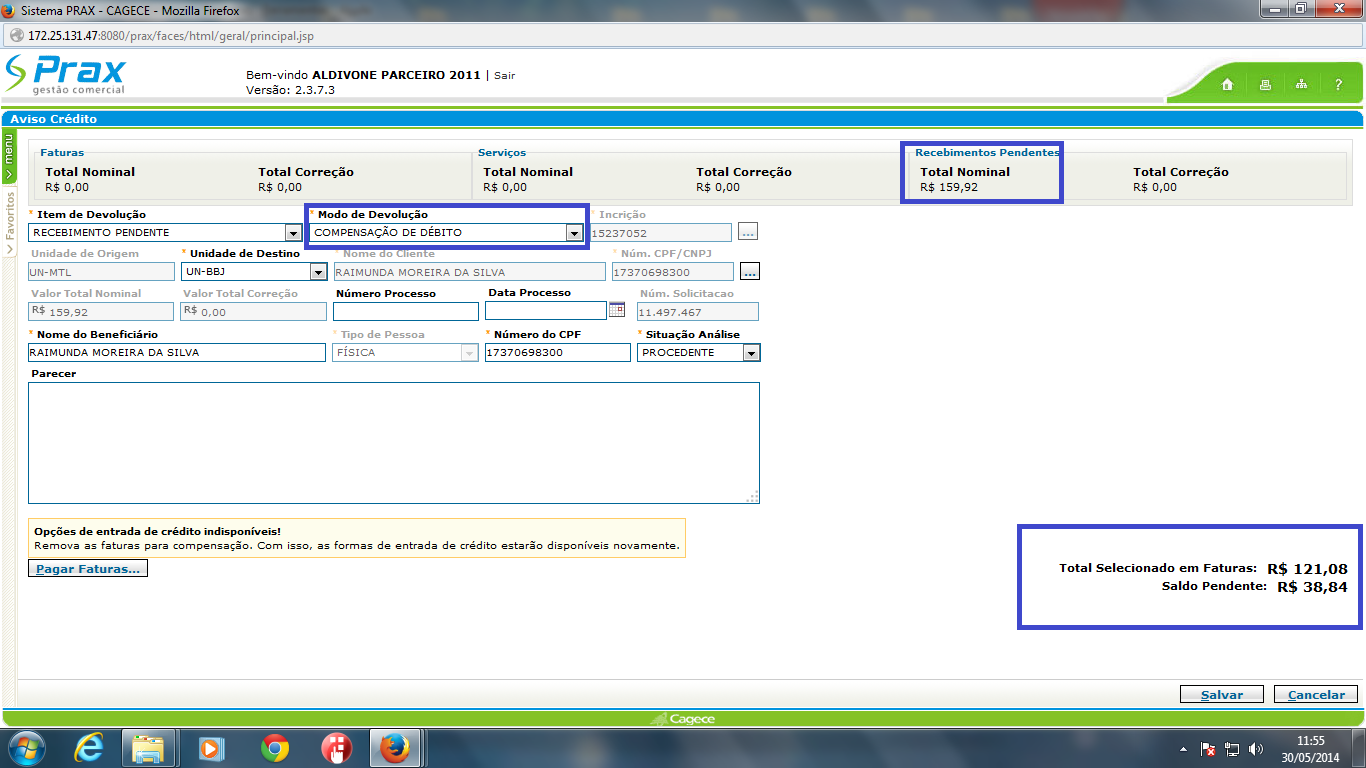 Sistema PRAX - CAGECE - Mozilla Firefox
172.25.131.47:8080/prax/faces/html/geral/principal.jsp
Prax
gestão comercial
Bem-vindo ALDIVONE PARCEIRO 2011 | Sair
Versão: 2.3.7.3
?
Aviso Crédito
menu
Favoritos
Faturas
Total Nominal
R$ 0,00
Total Correção
R$ 0,00
Serviços
Total Nominal
R$ 0,00
Total Correção
R$ 0,00
Recebimentos Pendentes
Total Nominal
R$ 159,92
Total Correção
R$ 0,00
* Item de Devolução
RECEBIMENTO PENDENTE
* Modo de Devolução
COMPENSAÇÃO DE DÉBITO
* Incrição
15237052
...
Unidade de Origem
UN-MTL
* Unidade de Destino
UN-BBJ
* Nome do Cliente
RAIMUNDA MOREIRA DA SILVA
* Núm. CPF/CNPJ
17370698300
...
Valor Total Nominal
R$ 159,92
Valor Total Correção
R$ 0,00
Número Processo
Data Processo
Núm. Solicitacao
11.497.467
* Nome do Beneficiário
RAIMUNDA MOREIRA DA SILVA
* Tipo de Pessoa
FÍSICA
* Número do CPF
17370698300
* Situação Análise
PROCEDENTE
Parecer
Opções de entrada de crédito indisponíveis!
Remova as faturas para compensação. Com isso, as formas de entrada de crédito estarão disponíveis novamente.
Pagar Faturas...
Total Selecionado em Faturas: R$ 121,08
Saldo Pendente: R$ 38,84
Salvar
Cancelar
Cagece
11:55
30/05/2014